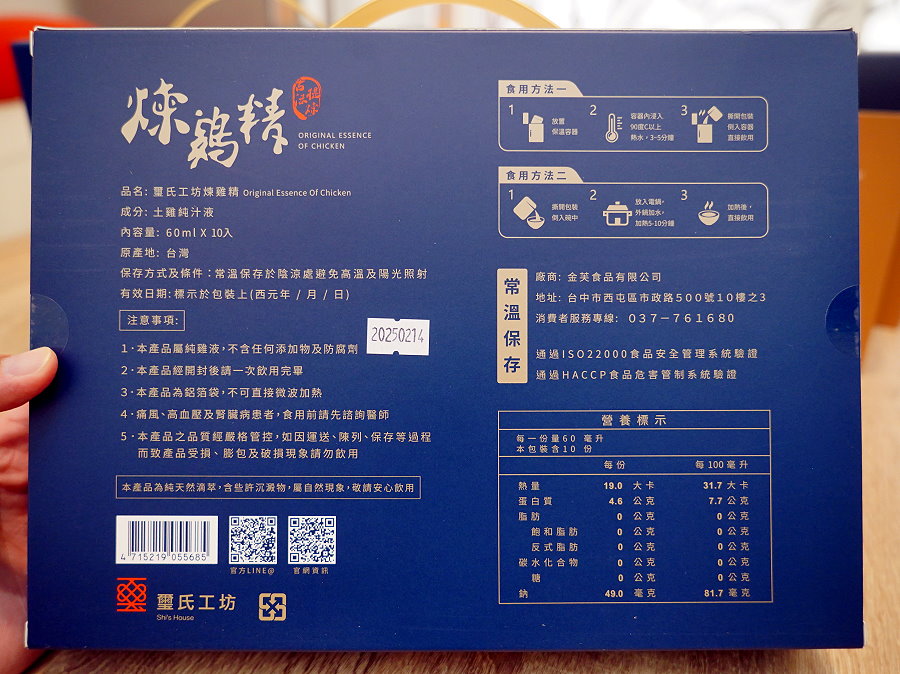 煉鷄精
古法提煉
ORIGINAL ESSENCE
OF CHICKEN
品名: 璽氏工坊煉雞精 Original Essence Of Chicken
成分: 土雞純汁液
內容量: 60ml X 10入
原產地: 台灣
保存方式及條件：常溫保存於陰涼處避免高溫及陽光照射
有效日期:標示於包裝上(西元年 / 月 / 日)
20250214
注意事項:
1·本產品屬純雞液,不含任何添加物及防腐劑
2·本產品經開封後請一次飲用完畢
3·本產品為鋁箔袋,不可直接微波加熱
4·痛風、高血壓及腎臟病患者,食用前請先諮詢醫師
5·本產品之品質經嚴格管控,如因運送、陳列、保存等過程
而致產品受損、膨包及破損現象請勿飲用
本產品為純天然滴萃,含些許沉澱物,屬自然現象,敬請安心飲用
4 715219 055685
官方LINE@
官網資訊
璽氏工坊
Shi's House
食用方法一
1
放置
保溫容器
2
容器內浸入
90度C以上
熱水，3~5分鐘
3
撕開包裝
倒入容器
直接飲用
食用方法二
1
撕開包裝
倒入碗中
2
放入電鍋,
外鍋加水,
加熱5-10分鐘
3
加熱後，
直接飲用
常溫保存
廠商: 金芙食品有限公司
地址: 台中市西屯區市政路500號10樓之3
消費者服務專線: 037－761680
通過ISO22000食品安全管理系統驗證
通過HACCP食品危害管制系統驗證
營養標示
每一份量60 毫升
本包裝含10 份
每份 每100毫升
熱量 19.0 大卡 31.7 大卡
蛋白質 4.6 公克 7.7 公克
脂肪 0 公克 0 公克
飽和脂肪 0 公克 0 公克
反式脂肪 0 公克 0 公克
碳水化合物 0 公克 0 公克
糖 0 公克 0 公克
鈉 49.0 毫克 81.7 毫克